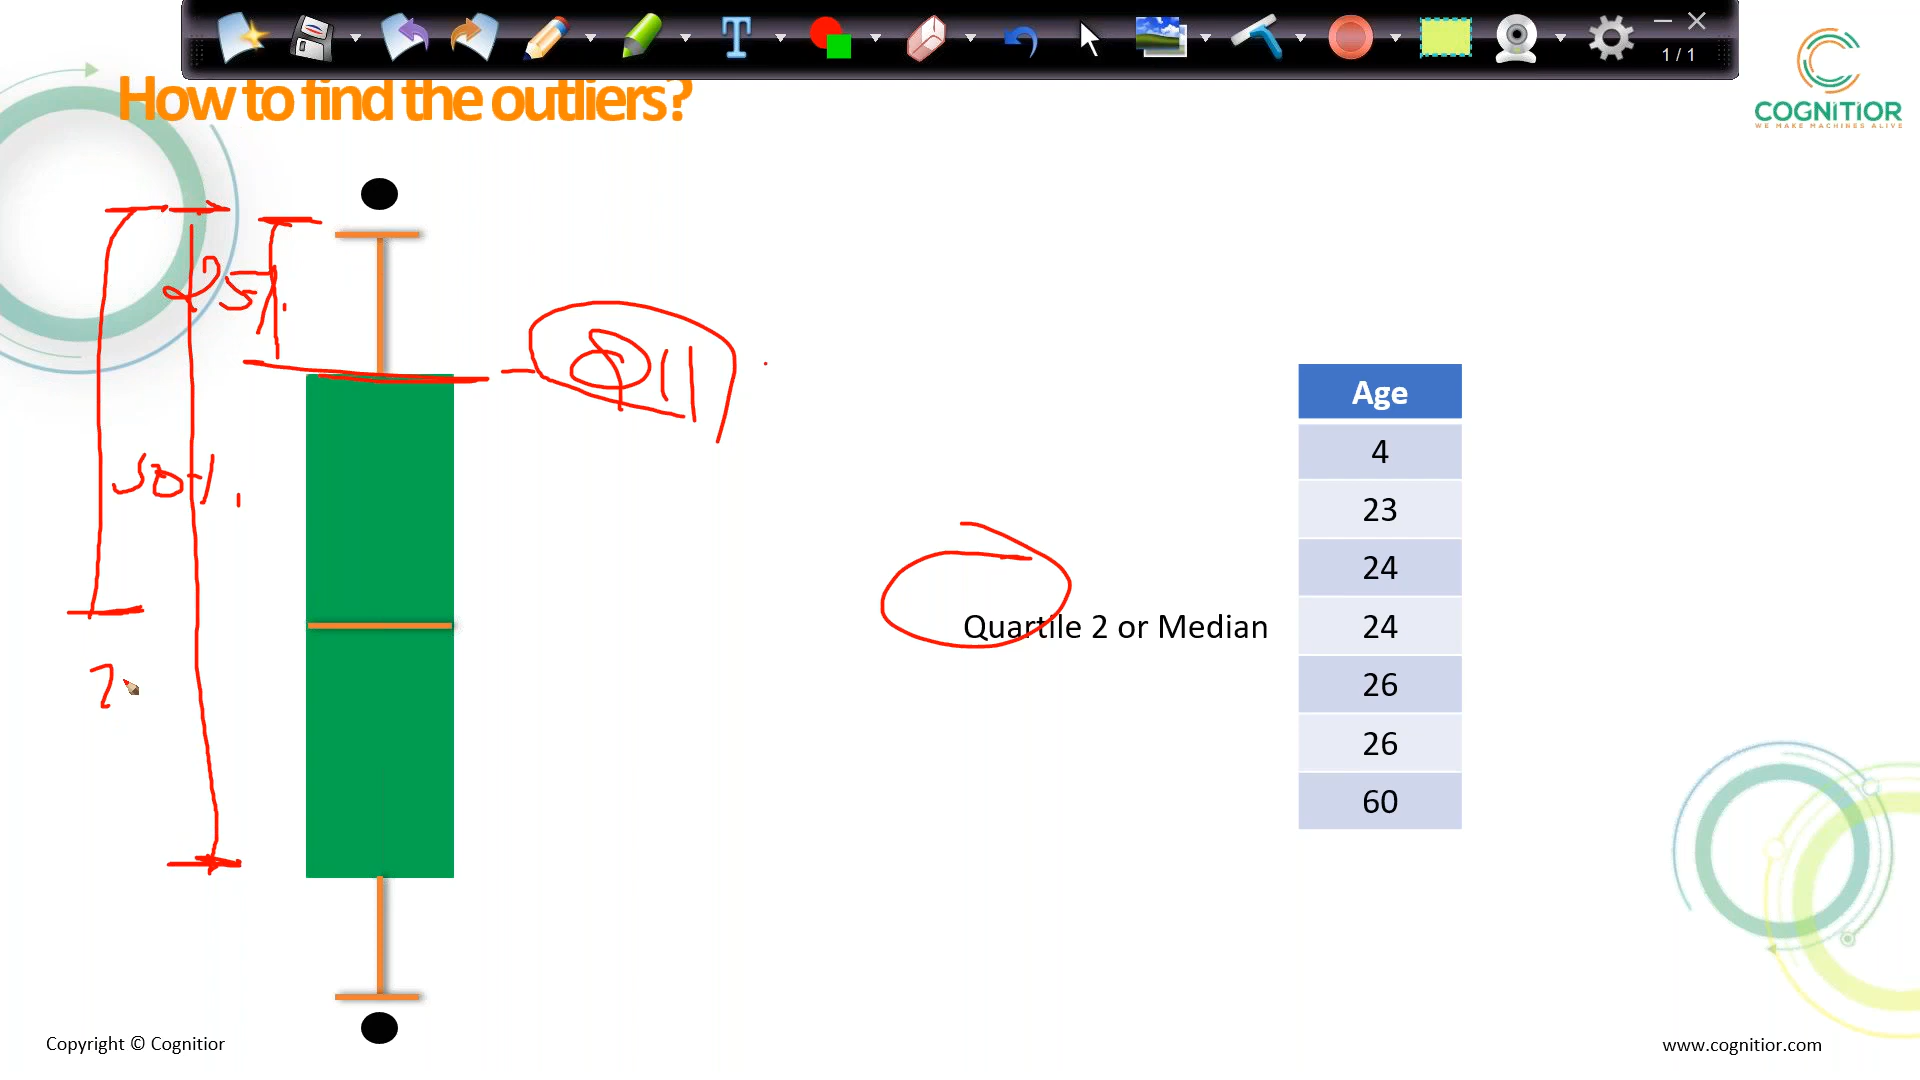 1 / 1
How to find the outliers?
COGNITIOR
WE MAKE MACHINES ALIVE
25%
Q11
50%
Age
4
23
24
Quartile 2 or Median
24
26
26
60
Copyright © Cognitior
www.cognitior.com